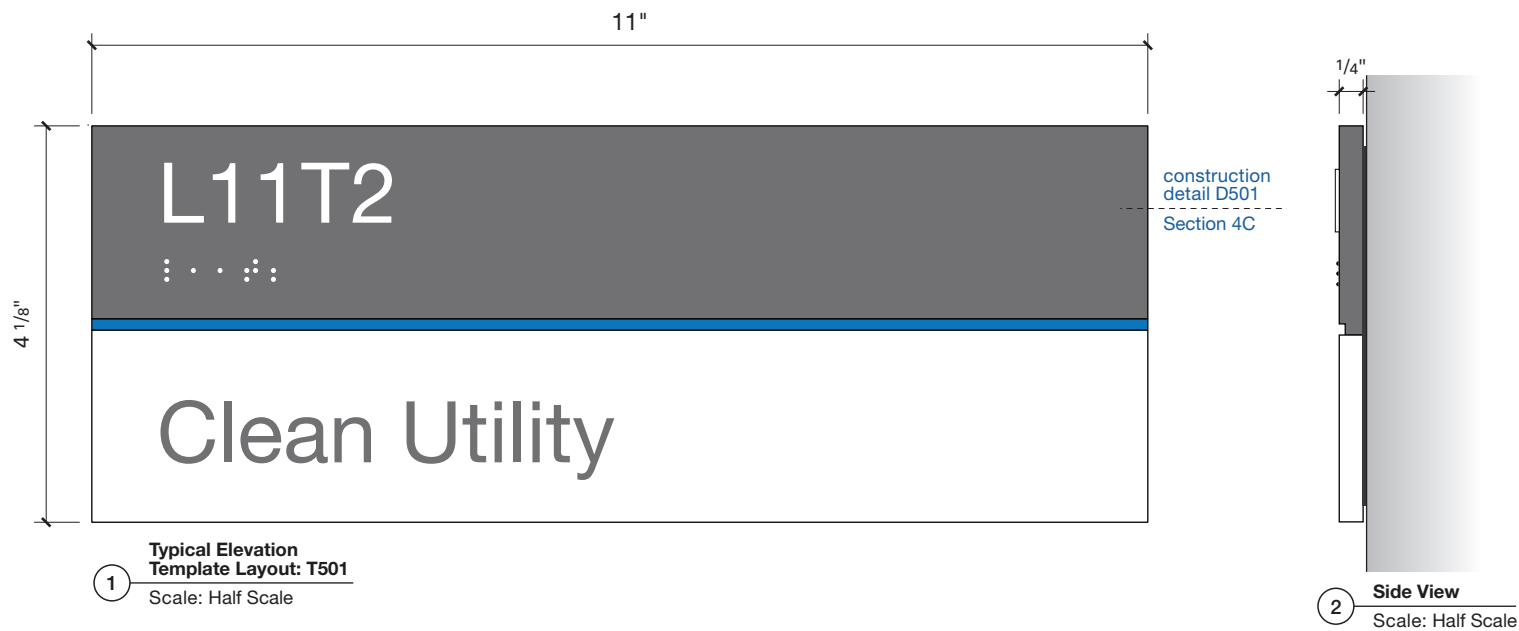 11"
1/4"
L11T2
construction
detail D501
Section 4C
4 1/8"
Clean Utility
1
Typical Elevation
Template Layout: T501
Scale: Half Scale
2
Side View
Scale: Half Scale